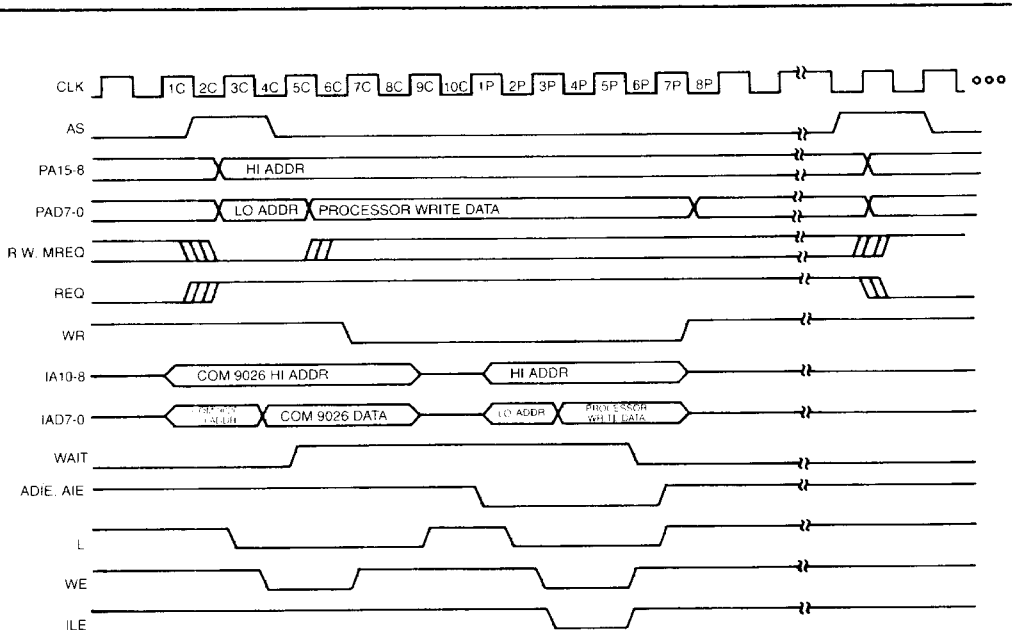 CLK 1C 2C 3C 4C 5C 6C 7C 8C 9C 10C 1P 2P 3P 4P 5P 6P 7P 8P
AS
PA15-8 HI ADDR
PAD7-0 LO ADDR PROCESSOR WRITE DATA
R W. MREQ
REQ
WR
IA10-8 COM 9026 HI ADDR HI ADDR
IAD7-0 COM 9026 DATA LO ADDR PROCESSOR
WRITE DATA
WAIT
ADIE. AIE
L
WE
ILE